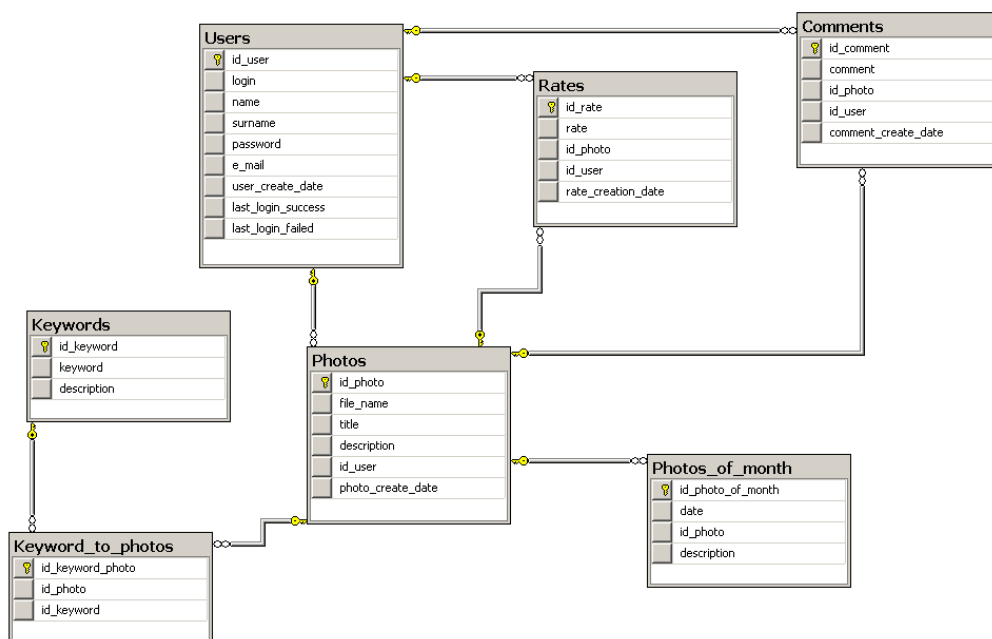 Users
id_user
login
name
surname
password
e_mail
user_create_date
last_login_success
last_login_failed
Rates
id_rate
rate
id_photo
id_user
rate_creation_date
Comments
id_comment
comment
id_photo
id_user
comment_create_date
Keywords
id_keyword
keyword
description
Photos
id_photo
file_name
title
description
id_user
photo_create_date
Photos_of_month
id_photo_of_month
date
id_photo
description
Keyword_to_photos
id_keyword_photo
id_photo
id_keyword